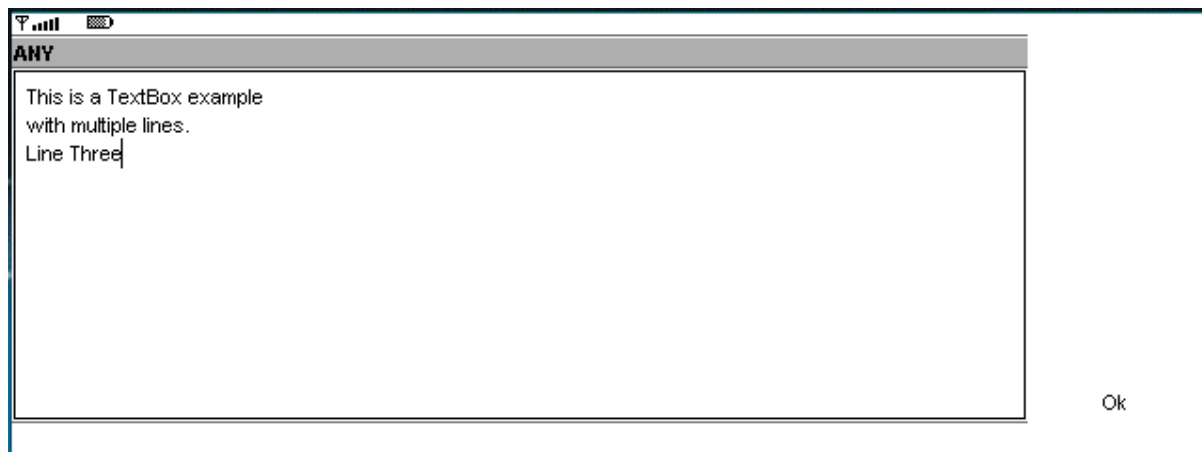 ANY
This is a TextBox example
with multiple lines.
Line Three
Ok